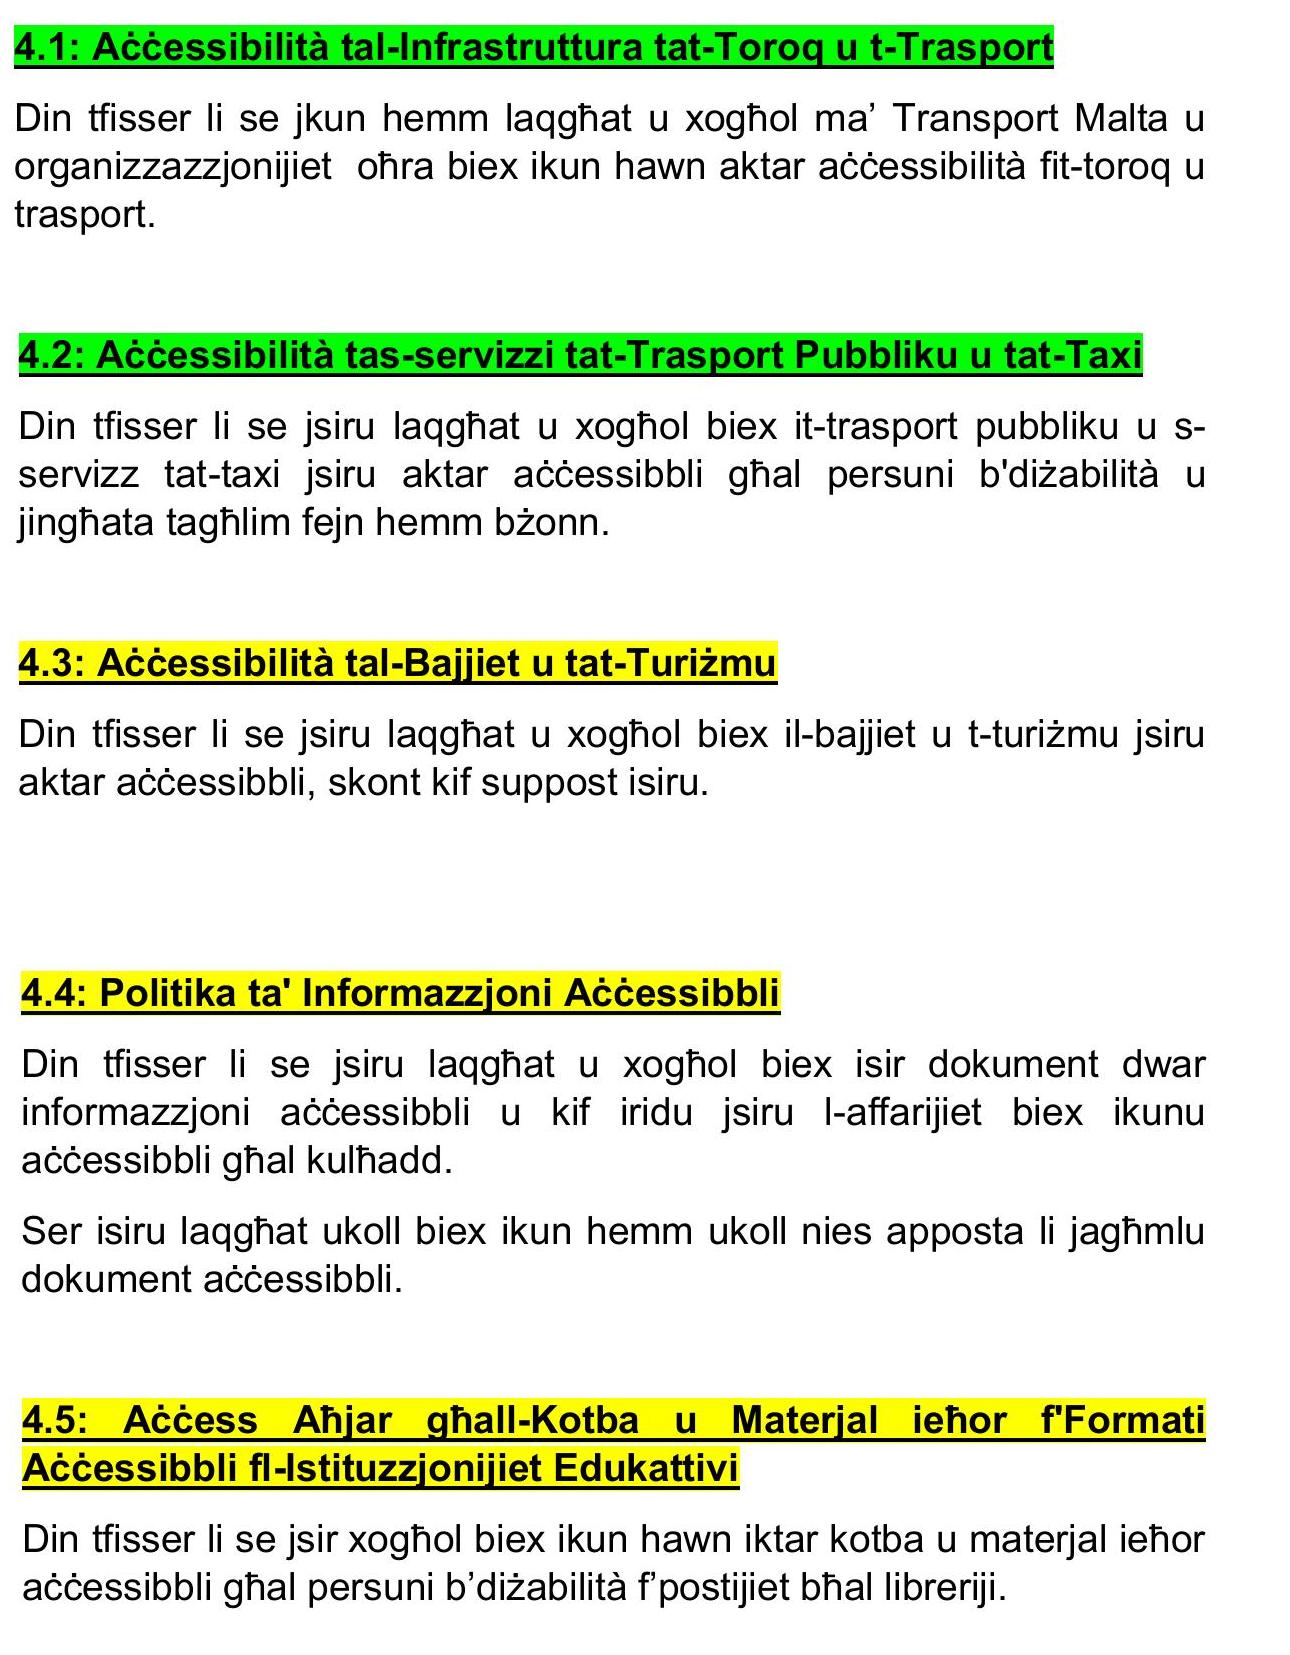 4.1: Aċċessibilità tal-Infrastruttura tat-Toroq u t-Trasport
Din tfisser li se jkun hemm laqgħat u xogħol ma’ Transport Malta u
organizzazzjonijiet oħra biex ikun hawn aktar aċċessibilità fit-toroq u
trasport.
4.2: Aċċessibilità tas-servizzi tat-Trasport Pubbliku u tat-Taxi
Din tfisser li se jsiru laqgħat u xogħol biex it-trasport pubbliku u s-
servizz tat-taxi jsiru aktar aċċessibbli għal persuni b'diżabilità u
jingħata tagħlim fejn hemm bżonn.
4.3: Aċċessibilità tal-Bajjiet u tat-Turiżmu
Din tfisser li se jsiru laqgħat u xogħol biex il-bajjiet u t-turiżmu jsiru
aktar aċċessibbli, skont kif suppost isiru.
4.4: Politika ta' Informazzjoni Aċċessibbli
Din tfisser li se jsiru laqgħat u xogħol biex isir dokument dwar
informazzjoni aċċessibbli u kif iridu jsiru l-affarijiet biex ikunu
aċċessibbli għal kulħadd.
Ser isiru laqgħat ukoll biex ikun hemm ukoll nies apposta li jagħmlu
dokument aċċessibbli.
4.5: Aċċess Aħjar għall-Kotba u Materjal ieħor f'Formati
Aċċessibbli fl-Istituzzjonijiet Edukattivi
Din tfisser li se jsir xogħol biex ikun hawn iktar kotba u materjal ieħor
aċċessibbli għal persuni b’diżabilità f’postijiet bħal libreriji.